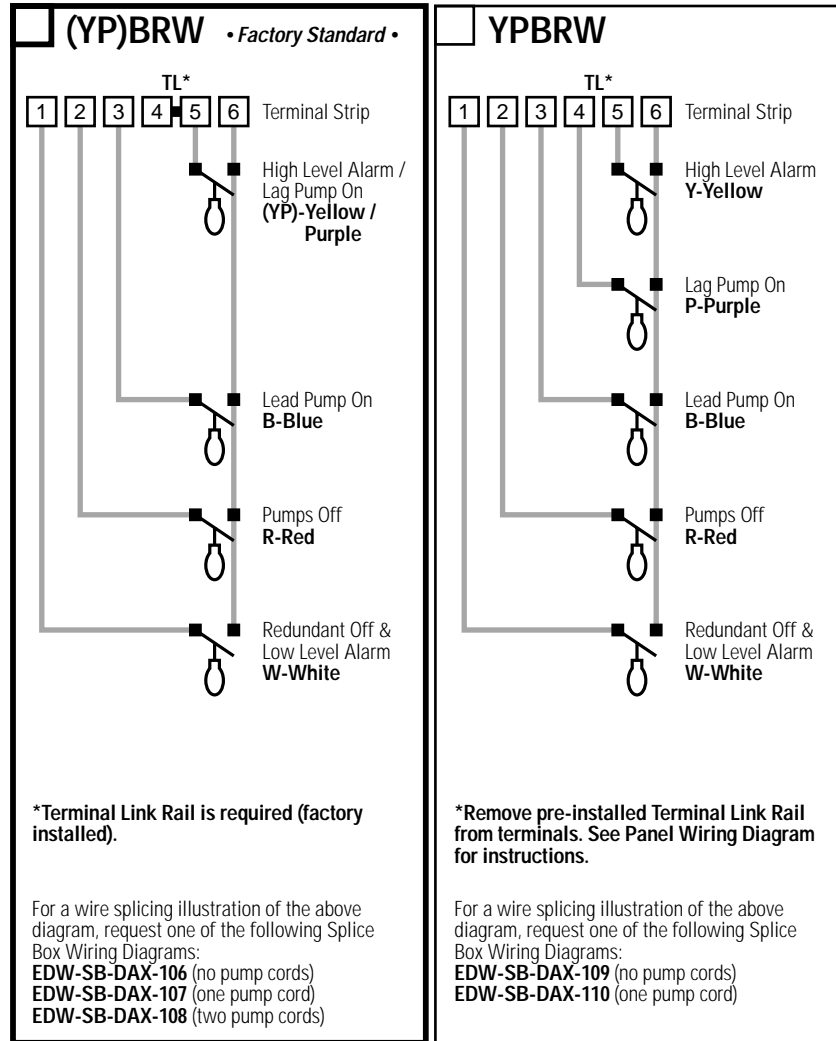 (YP)BRW • Factory Standard •
TL*
1 2 3 4 5 6 Terminal Strip
High Level Alarm /
Lag Pump On
(YP)-Yellow /
Purple
Lead Pump On
B-Blue
Pumps Off
R-Red
Redundant Off &
Low Level Alarm
W-White
*Terminal Link Rail is required (factory
installed).
For a wire splicing illustration of the above
diagram, request one of the following Splice
Box Wiring Diagrams:
EDW-SB-DAX-106 (no pump cords)
EDW-SB-DAX-107 (one pump cord)
EDW-SB-DAX-108 (two pump cords)
YPBRW
TL*
1 2 3 4 5 6 Terminal Strip
High Level Alarm
Y-Yellow
Lag Pump On
P-Purple
Lead Pump On
B-Blue
Pumps Off
R-Red
Redundant Off &
Low Level Alarm
W-White
*Remove pre-installed Terminal Link Rail
from terminals. See Panel Wiring Diagram
for instructions.
For a wire splicing illustration of the above
diagram, request one of the following Splice
Box Wiring Diagrams:
EDW-SB-DAX-109 (no pump cords)
EDW-SB-DAX-110 (one pump cord)